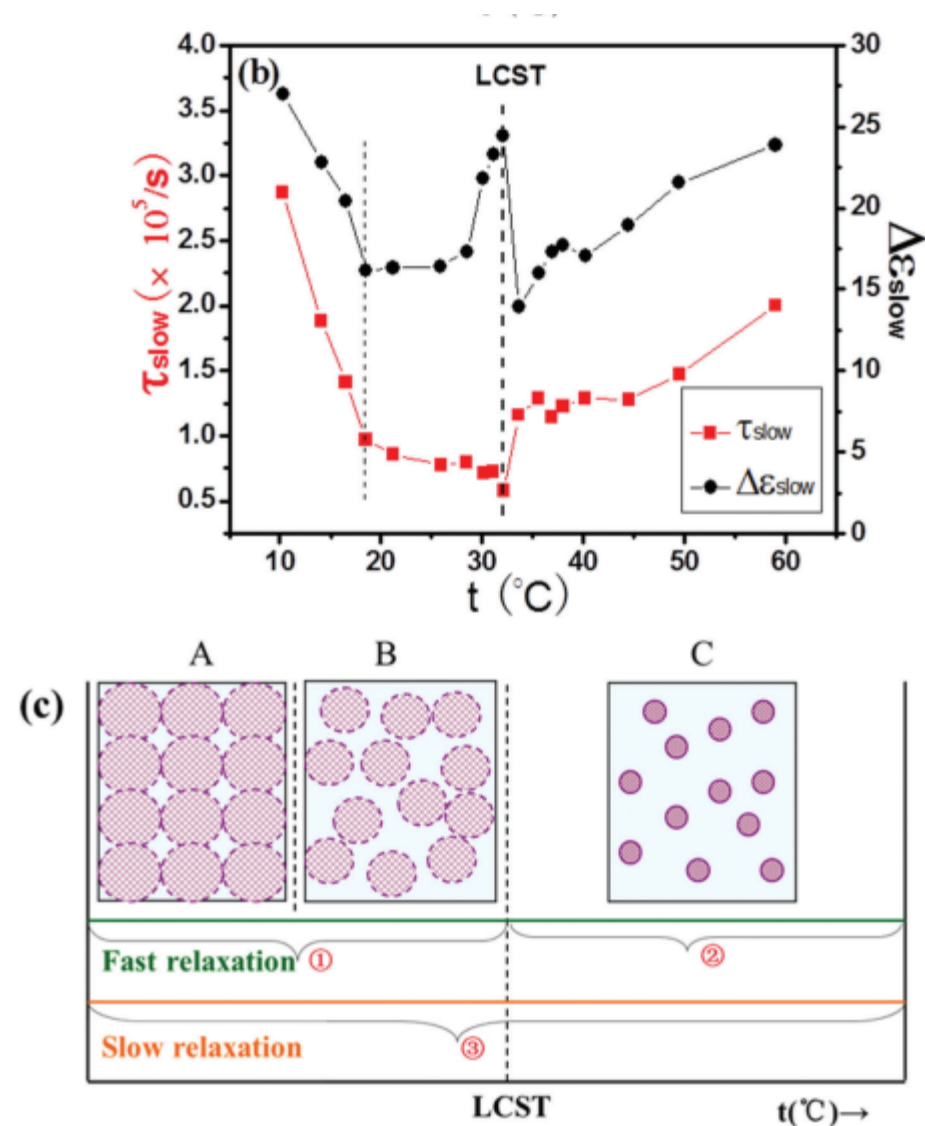 (b)
LCST
4.0
3.5
3.0
2.5
2.0
1.5
1.0
0.5
τslow (× 10⁵/s)
30
25
20
15
10
5
0
Δεslow
τslow
Δεslow
10 20 30 40 50 60
t (°C)
A B C
(c)
Fast relaxation ① ②
Slow relaxation ③
LCST t(℃)→